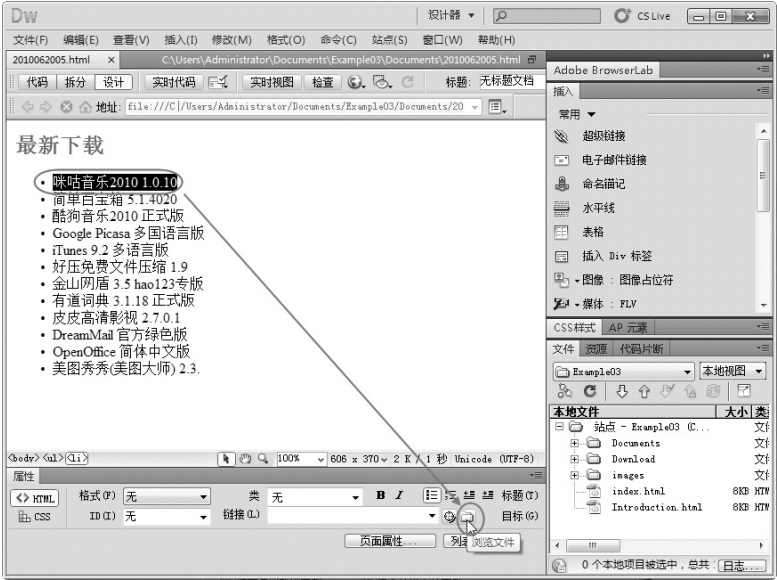 Dw 设计器 CS Live
文件(F) 编辑(E) 查看(V) 插入(I) 修改(M) 格式(O) 命令(C) 站点(S) 窗口(W) 帮助(H)
2010062005.html × C:\Users\Administrator\Documents\Example03\Documents\2010062005.html
代码 拆分 设计 实时代码 实时视图 检查 标题: 无标题文档
地址: file:///C|/Users/Administrator/Documents/Example03/Documents/20
最新下载
• 咪咕音乐2010 1.0.10
• 简单百宝箱 5.1.4020
• 酷狗音乐2010 正式版
• Google Picasa 多国语言版
• iTunes 9.2 多语言版
• 好压免费文件压缩 1.9
• 金山网盾 3.5 hao123专版
• 有道词典 3.1.18 正式版
• 皮皮高清影视 2.7.0.1
• DreamMail 官方绿色版
• OpenOffice 简体中文版
• 美图秀秀(美图大师) 2.3.
<body> <ul> <li> 100% 606 x 370 2 K / 1 秒 Unicode (UTF-8)
属性
<> HTML 格式(F) 无 类 无 B I 标题(T)
CSS ID(I) 无 链接(L) 目标(G)
页面属性... 列表
浏览文件
Adobe BrowserLab
插入
常用
超级链接
电子邮件链接
命名锚记
水平线
表格
插入 Div 标签
图像 : 图像占位符
媒体 : FLV
CSS样式 AP 元素
文件 资源 代码片断
Example03 本地视图
本地文件 大小 类
站点 - Example03 (C... 文件
Documents 文件
Download 文件
images 文件
index.html 8KB HTM
Introduction.html 8KB HTM
0 个本地项目被选中，总共： 日志...